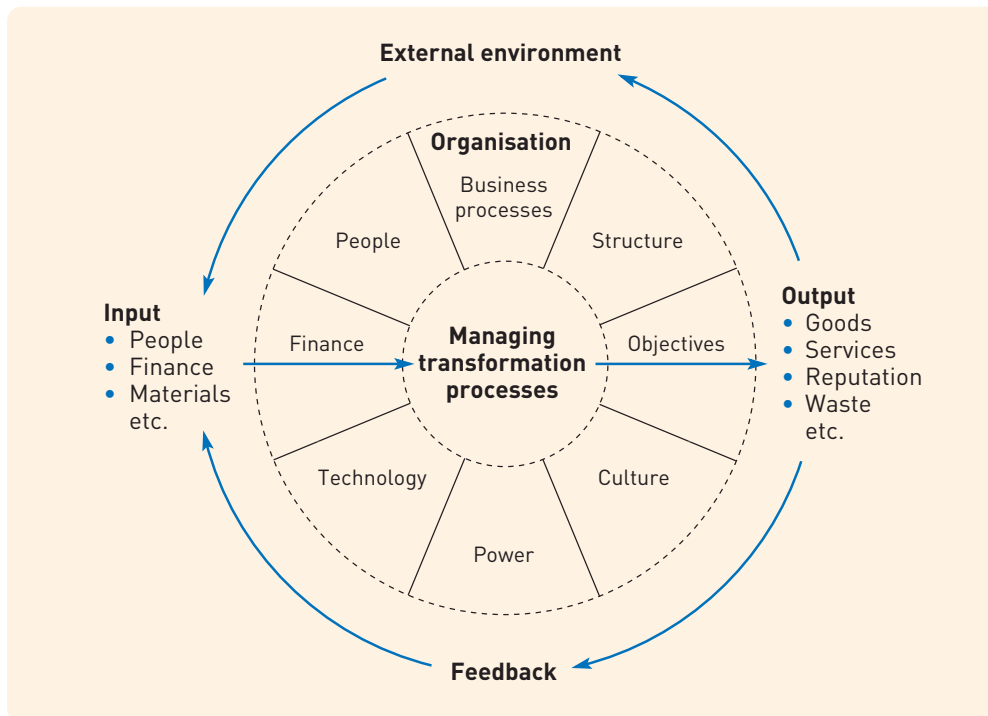 External environment
Organisation
Business
processes
People
Structure
Input
• People
• Finance
• Materials
etc.
Finance
Managing
transformation
processes
Objectives
Output
• Goods
• Services
• Reputation
• Waste
etc.
Technology
Culture
Power
Feedback